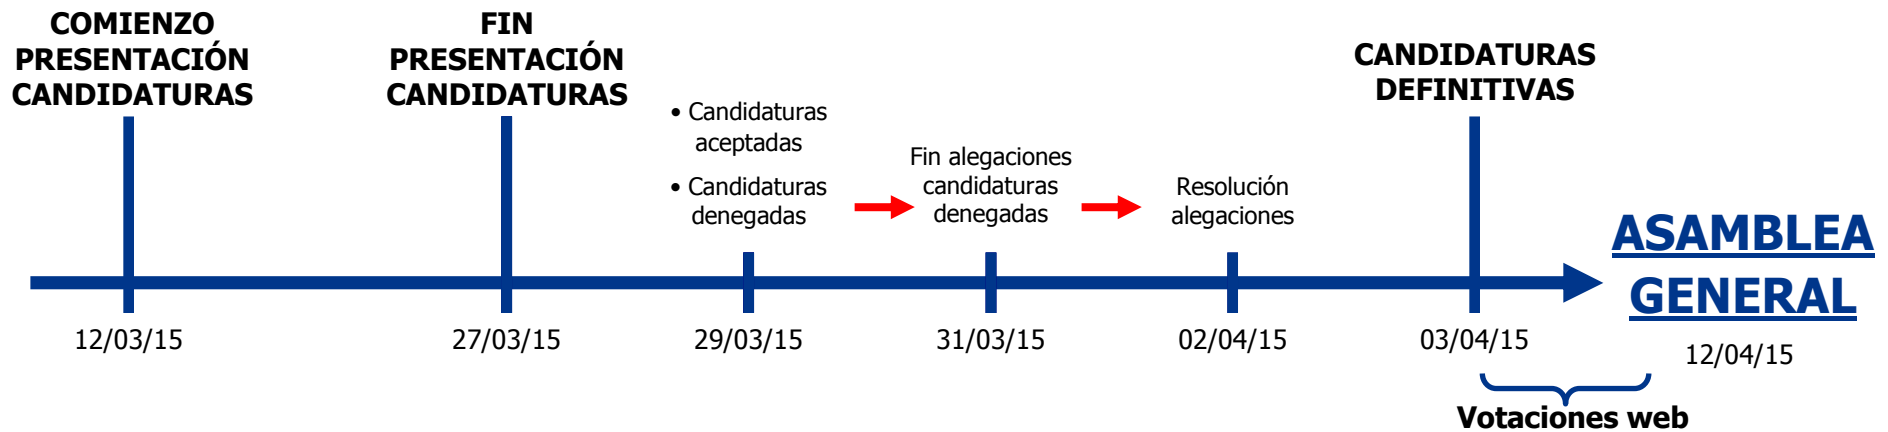 COMIENZO
PRESENTACIÓN
CANDIDATURAS
FIN
PRESENTACIÓN
CANDIDATURAS
• Candidaturas
aceptadas
• Candidaturas
denegadas
Fin alegaciones
candidaturas
denegadas
Resolución
alegaciones
CANDIDATURAS
DEFINITIVAS
ASAMBLEA
GENERAL
12/03/15
27/03/15
29/03/15
31/03/15
02/04/15
03/04/15
12/04/15
Votaciones web